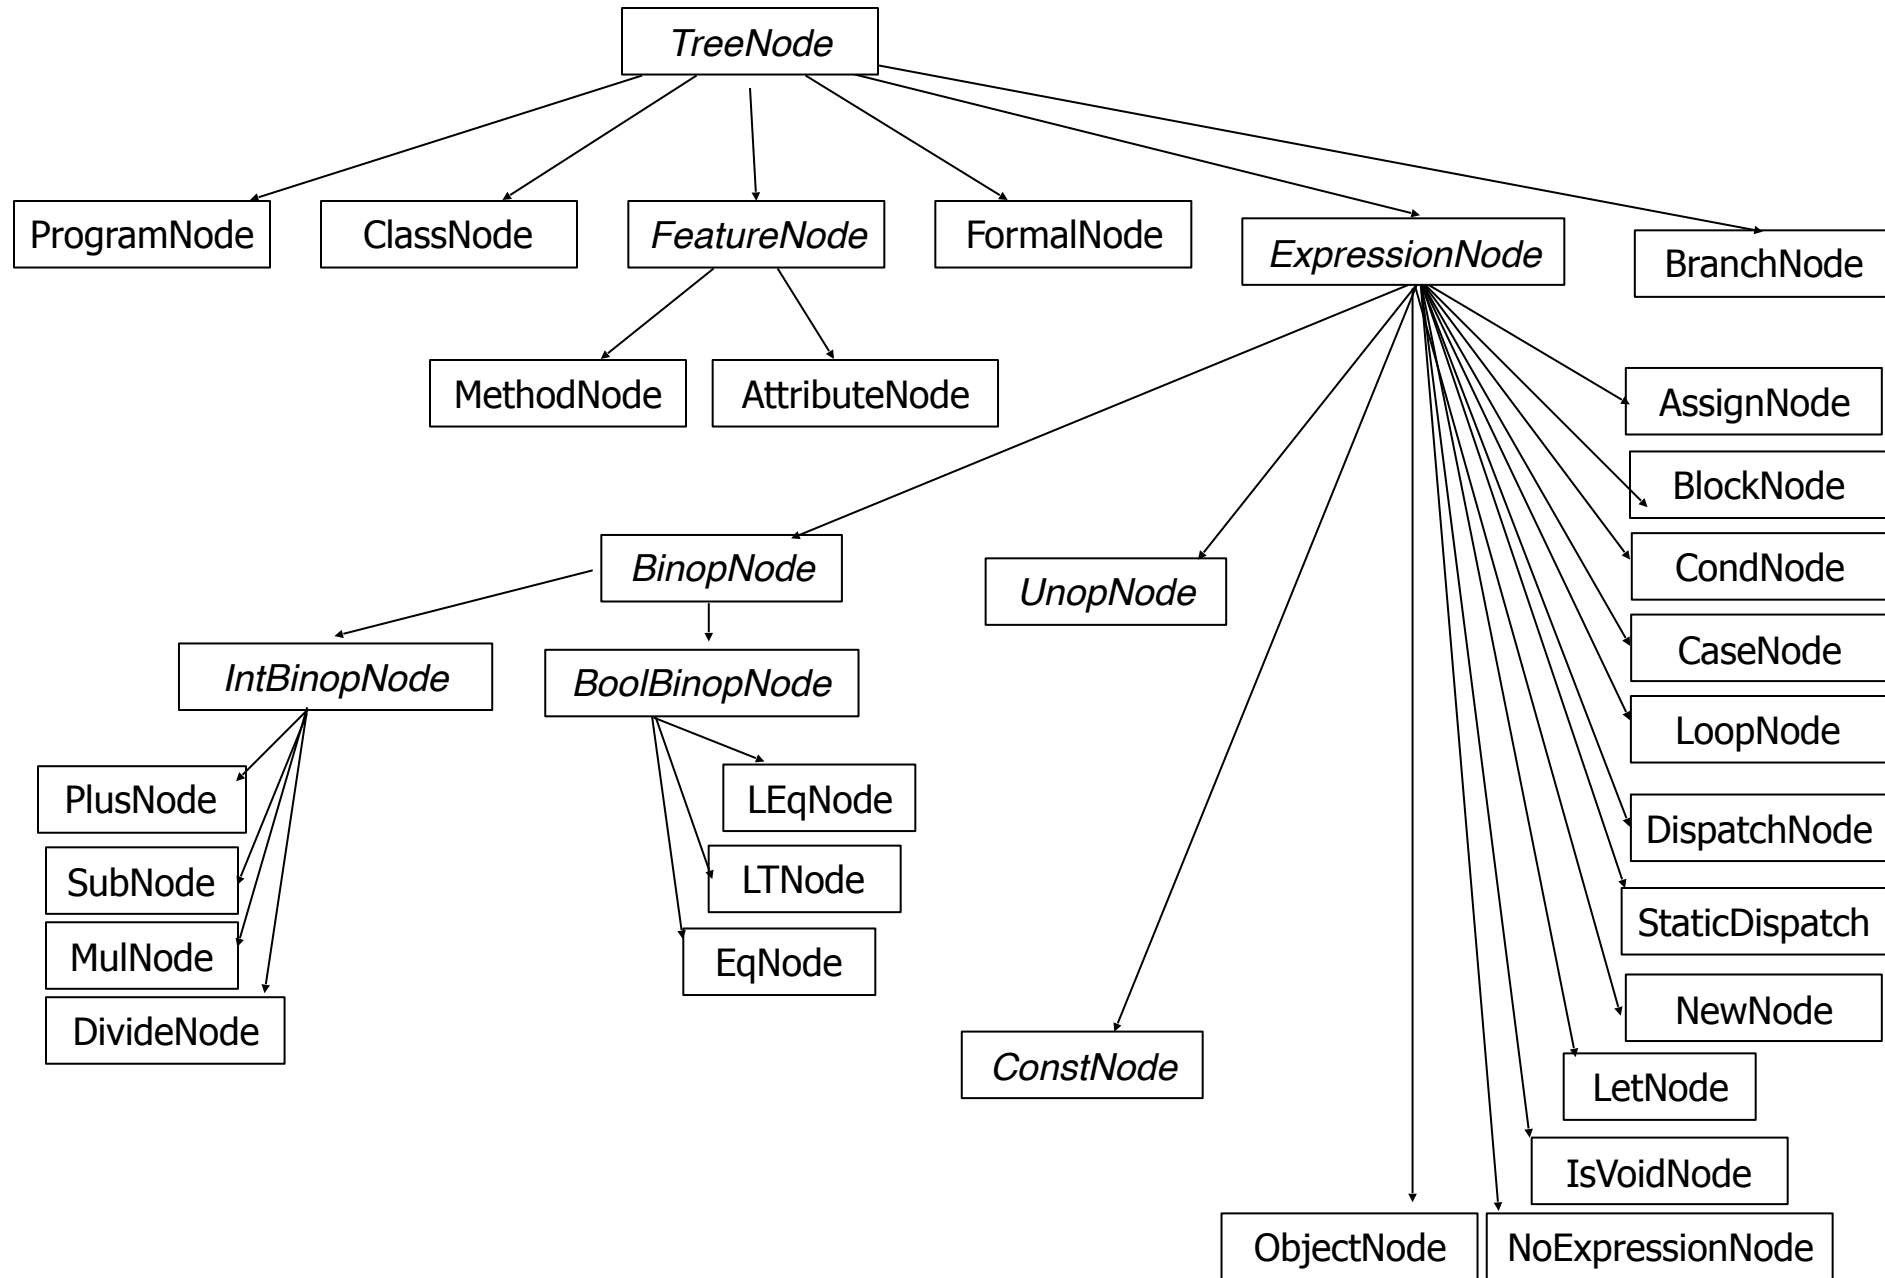 TreeNode
ProgramNode
ClassNode
FeatureNode
FormalNode
ExpressionNode
BranchNode
MethodNode
AttributeNode
AssignNode
BlockNode
BinopNode
UnopNode
CondNode
IntBinopNode
BoolBinopNode
CaseNode
LoopNode
PlusNode
LEqNode
DispatchNode
SubNode
LTNode
StaticDispatch
MulNode
EqNode
NewNode
DivideNode
ConstNode
LetNode
IsVoidNode
ObjectNode
NoExpressionNode